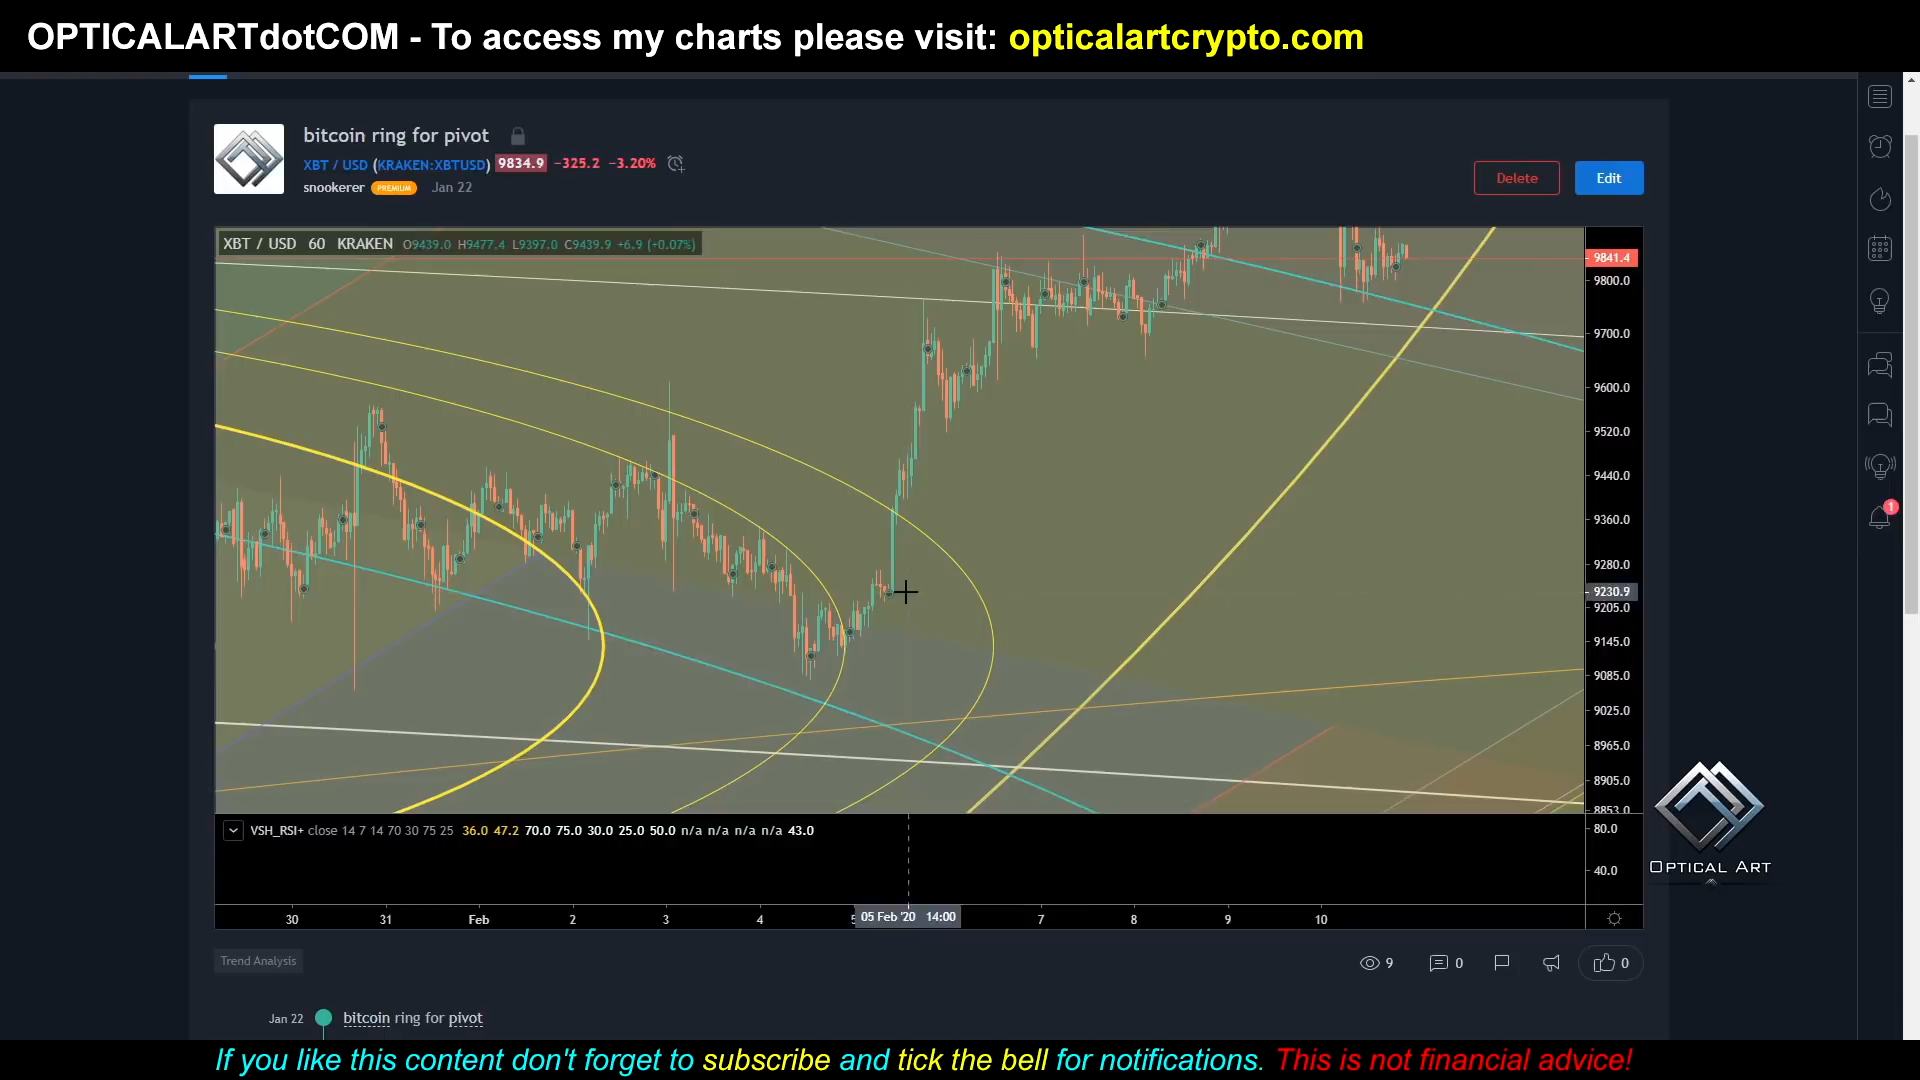 OPTICALARTdotCOM - To access my charts please visit: opticalartcrypto.com
bitcoin ring for pivot
XBT / USD (KRAKEN:XBTUSD) 9834.9 −325.2 −3.20%
snookerer PREMIUM Jan 22
Delete Edit
XBT / USD 60 KRAKEN O9439.0 H9477.4 L9397.0 C9439.9 +6.9 (+0.07%)
9841.4
9800.0
9700.0
9600.0
9520.0
9440.0
9360.0
9280.0
9230.9
9205.0
9145.0
9085.0
9025.0
8965.0
8905.0
8853.0
1
VSH_RSI+ close 14 7 14 70 30 75 25 36.0 47.2 70.0 75.0 30.0 25.0 50.0 n/a n/a n/a n/a 43.0
80.0
40.0
OPTICAL ART
30 31 Feb 2 3 4 5 05 Feb '20 14:00 7 8 9 10
Trend Analysis
9 0 0
Jan 22 bitcoin ring for pivot
If you like this content don't forget to subscribe and tick the bell for notifications. This is not financial advice!